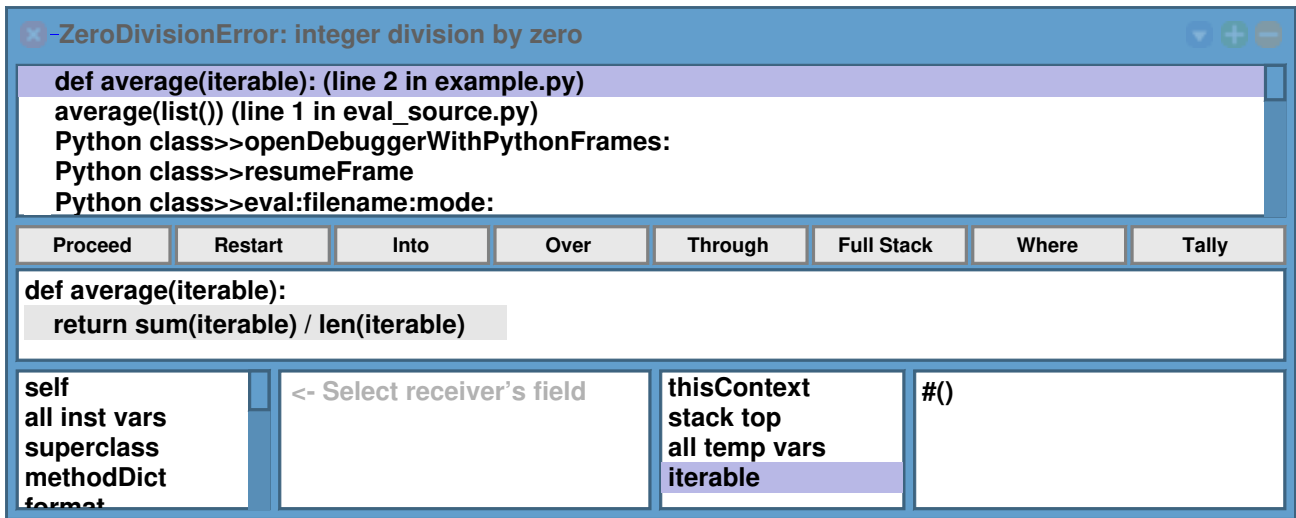 ZeroDivisionError: integer division by zero
def average(iterable): (line 2 in example.py)
average(list()) (line 1 in eval_source.py)
Python class>>openDebuggerWithPythonFrames:
Python class>>resumeFrame
Python class>>eval:filename:mode:
Proceed Restart Into Over Through Full Stack Where Tally
def average(iterable):
return sum(iterable) / len(iterable)
self
all inst vars
superclass
methodDict
format
<- Select receiver's field
thisContext
stack top
all temp vars
iterable
#()